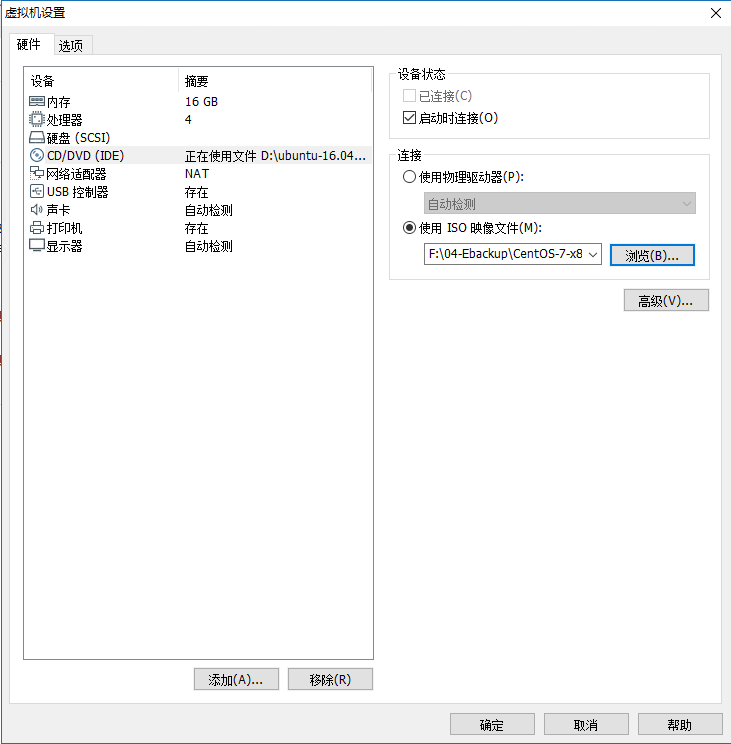 虚拟机设置
硬件 选项
设备 摘要
内存 16 GB
处理器 4
硬盘 (SCSI)
CD/DVD (IDE) 正在使用文件 D:\ubuntu-16.04...
网络适配器 NAT
USB 控制器 存在
声卡 自动检测
打印机 存在
显示器 自动检测
添加(A)... 移除(R)
设备状态
已连接(C)
启动时连接(O)
连接
使用物理驱动器(P):
自动检测
使用 ISO 映像文件(M):
F:\04-Ebackup\CentOS-7-x8 浏览(B)...
高级(V)...
确定 取消 帮助